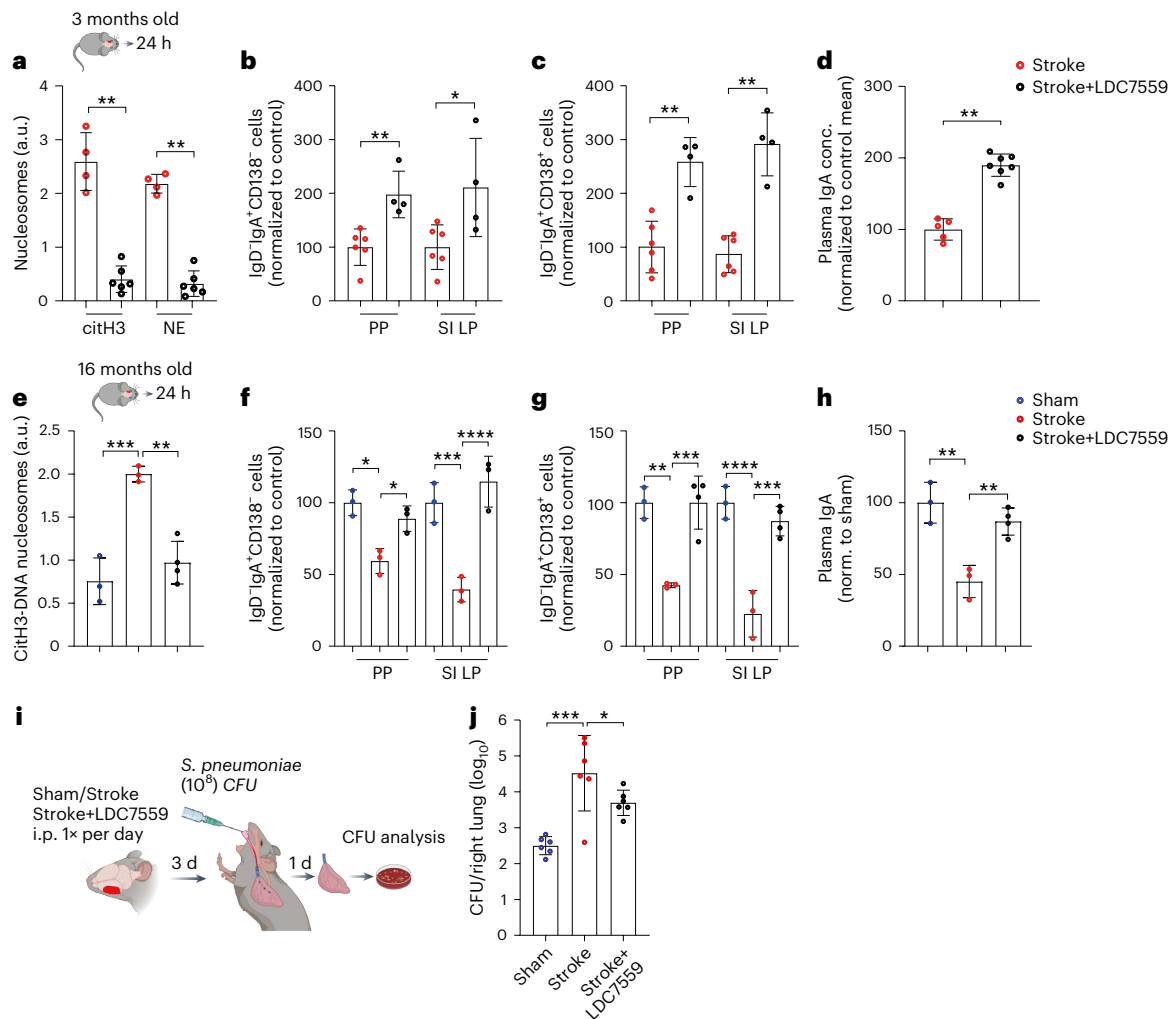 3 months old
24 h
a
Nucleosomes (a.u.)
4
3
2
1
0
**
**
citH3
NE
b
IgD⁻IgA⁺CD138⁻ cells
(normalized to control)
400
300
200
100
0
**
*
PP
SI LP
c
IgD⁻IgA⁺CD138⁺ cells
(normalized to control)
400
300
200
100
0
**
**
PP
SI LP
d
Plasma IgA conc.
(normalized to control mean)
300
200
100
0
**
Stroke
Stroke+LDC7559
16 months old
24 h
e
CitH3-DNA nucleosomes (a.u.)
2.5
2.0
1.5
1.0
0.5
0
***
**
f
IgD⁻IgA⁺CD138⁻ cells
(normalized to control)
150
100
50
0
*
*
***
****
PP
SI LP
g
IgD⁻IgA⁺CD138⁺ cells
(normalized to control)
150
100
50
0
**
***
****
***
PP
SI LP
h
Plasma IgA
(norm. to sham)
150
100
50
0
**
**
Sham
Stroke
Stroke+LDC7559
i
Sham/Stroke
Stroke+LDC7559
i.p. 1× per day
3 d
S. pneumoniae
(10⁸) CFU
1 d
CFU analysis
j
CFU/right lung (log₁₀)
6
5
4
3
2
1
0
***
*
Sham
Stroke
Stroke+
LDC7559